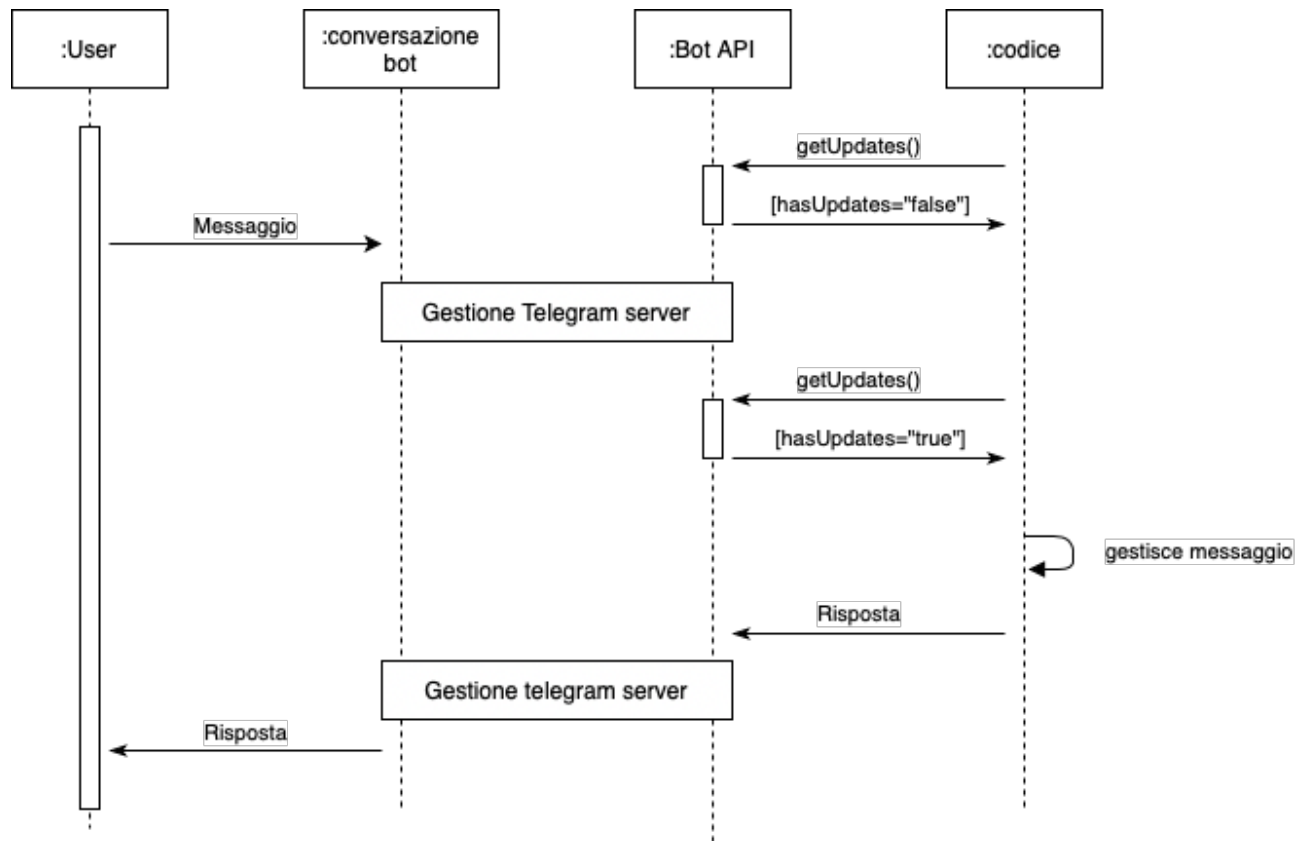 :User
:conversazione
bot
:Bot API
:codice
getUpdates()
[hasUpdates="false"]
Messaggio
Gestione Telegram server
getUpdates()
[hasUpdates="true"]
gestisce messaggio
Risposta
Gestione telegram server
Risposta